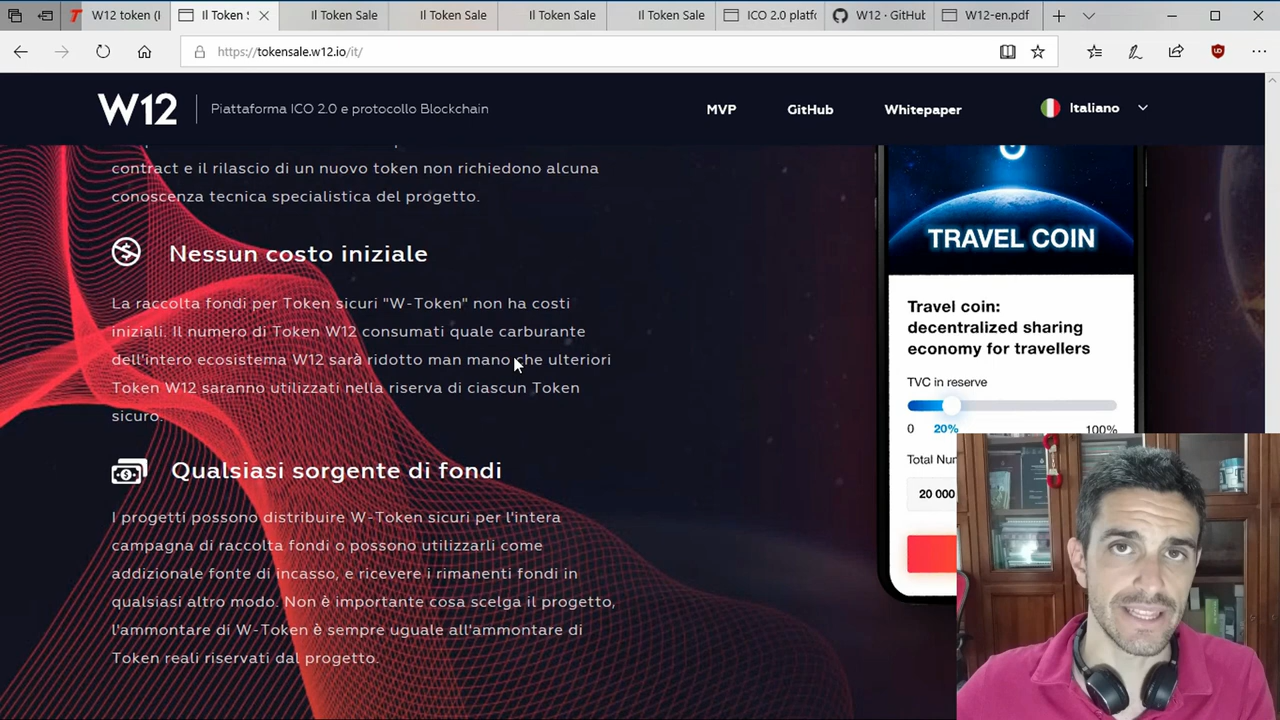 W12 token (I
Il Token S
Il Token Sale
Il Token Sale
Il Token Sale
Il Token Sale
ICO 2.0 platfo
W12 · GitHub
W12-en.pdf
https://tokensale.w12.io/it/
W12
Piattaforma ICO 2.0 e protocollo Blockchain
MVP
GitHub
Whitepaper
Italiano
contract e il rilascio di un nuovo token non richiedono alcuna
conoscenza tecnica specialistica del progetto.
Nessun costo iniziale
La raccolta fondi per Token sicuri "W-Token" non ha costi
iniziali. Il numero di Token W12 consumati quale carburante
dell'intero ecosistema W12 sarà ridotto man mano che ulteriori
Token W12 saranno utilizzati nella riserva di ciascun Token
sicuro.
Qualsiasi sorgente di fondi
I progetti possono distribuire W-Token sicuri per l'intera
campagna di raccolta fondi o possono utilizzarli come
addizionale fonte di incasso, e ricevere i rimanenti fondi in
qualsiasi altro modo. Non è importante cosa scelga il progetto,
l'ammontare di W-Token è sempre uguale all'ammontare di
Token reali riservati dal progetto.
TRAVEL COIN
Travel coin:
decentralized sharing
economy for travellers
TVC in reserve
0 20% 100%
Total Num
20 000